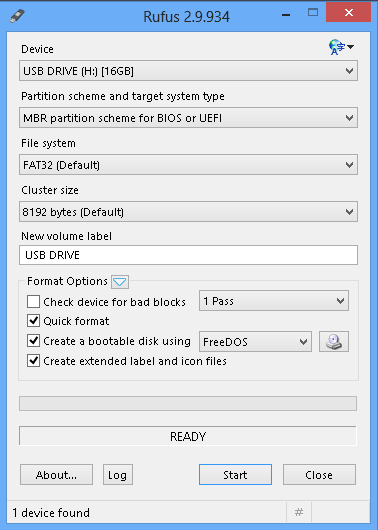 Rufus 2.9.934
Device
USB DRIVE (H:) [16GB]
Partition scheme and target system type
MBR partition scheme for BIOS or UEFI
File system
FAT32 (Default)
Cluster size
8192 bytes (Default)
New volume label
USB DRIVE
Format Options
Check device for bad blocks 1 Pass
Quick format
Create a bootable disk using FreeDOS
Create extended label and icon files
READY
About... Log Start Close
1 device found #